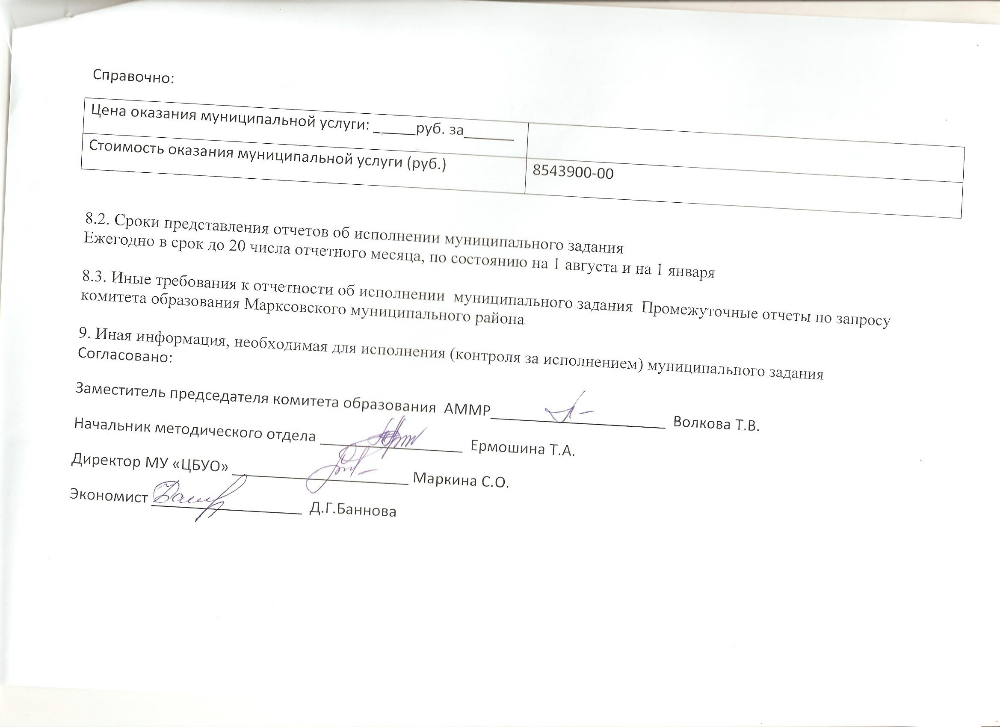 Справочно:
Цена оказания муниципальной услуги: ______руб. за______
Стоимость оказания муниципальной услуги (руб.) 8543900-00
8.2. Сроки представления отчетов об исполнении муниципального задания
Ежегодно в срок до 20 числа отчетного месяца, по состоянию на 1 августа и на 1 января
8.3. Иные требования к отчетности об исполнении муниципального задания Промежуточные отчеты по запросу
комитета образования Марксовского муниципального района
9. Иная информация, необходимая для исполнения (контроля за исполнением) муниципального задания
Согласовано:
Заместитель председателя комитета образования АММР______________________ Волкова Т.В.
Начальник методического отдела __________________ Ермошина Т.А.
Директор МУ «ЦБУО» ______________________ Маркина С.О.
Экономист ___________________ Д.Г.Баннова